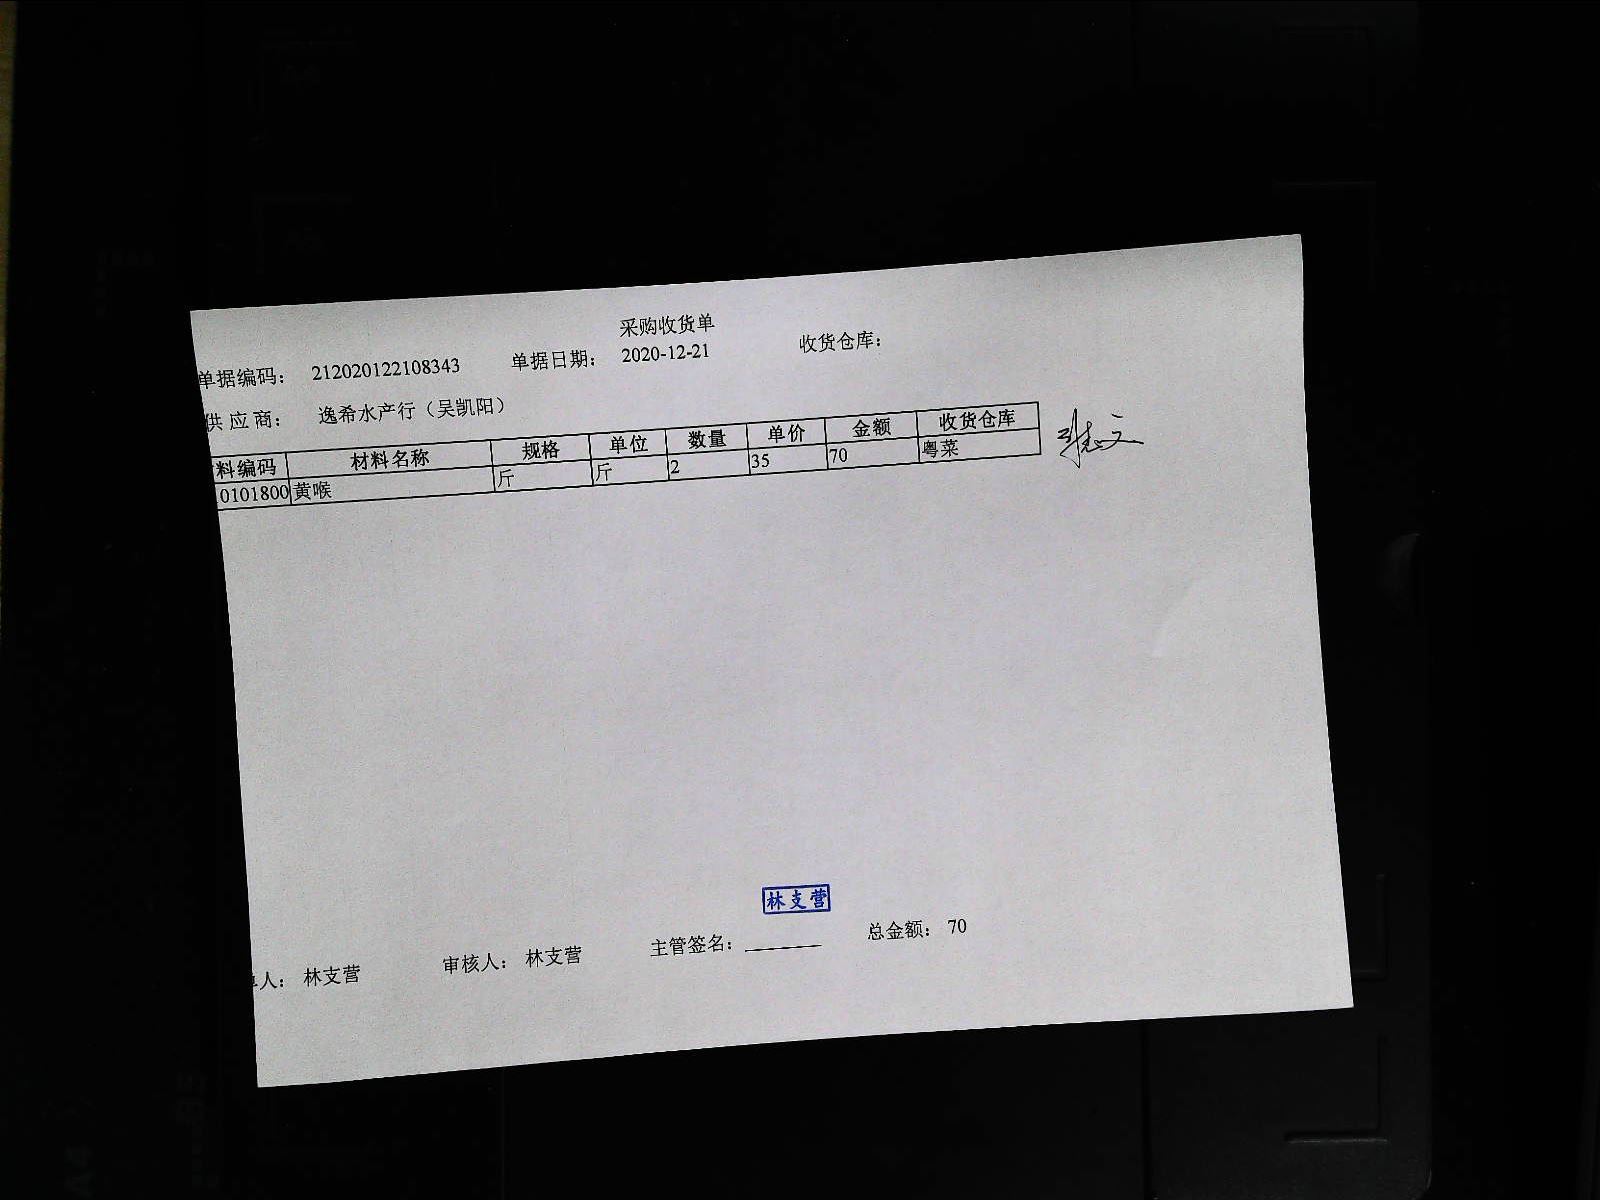 采购收货单
单据编码： 212020122108343 单据日期： 2020-12-21 收货仓库：
供应商： 逸希水产行（吴凯阳）
料编码 材料名称 规格 单位 数量 单价 金额 收货仓库
0101800 黄喉 斤 斤 2 35 70 粤菜
林支营
人： 林支营 审核人： 林支营 主管签名： 总金额： 70